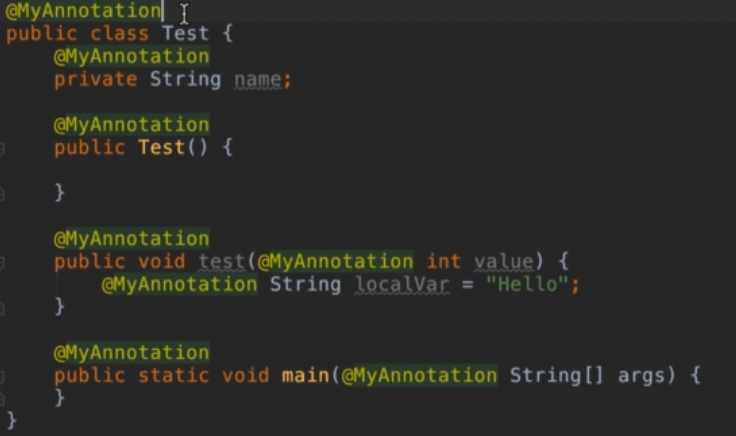 @MyAnnotation
public class Test {
@MyAnnotation
private String name;
@MyAnnotation
public Test() {
}
@MyAnnotation
public void test(@MyAnnotation int value) {
@MyAnnotation String localVar = "Hello";
}
@MyAnnotation
public static void main(@MyAnnotation String[] args) {
}
}